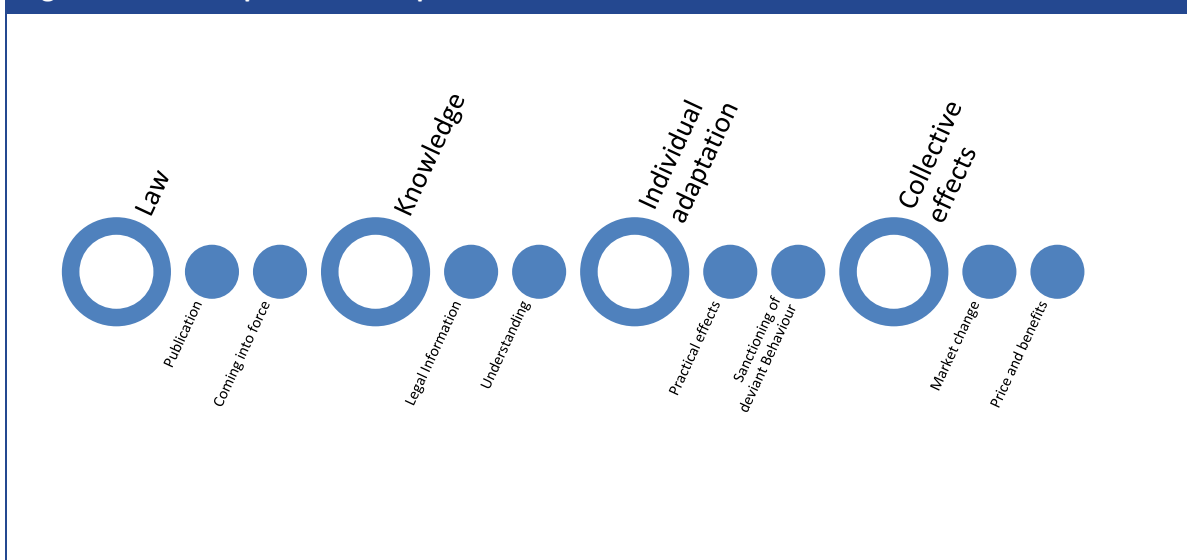 Law
Publication
Coming into force
Knowledge
Legal Information
Understanding
Individual
adaptation
Practical effects
Sanctioning of
deviant Behaviour
Collective
effects
Market change
Price and benefits